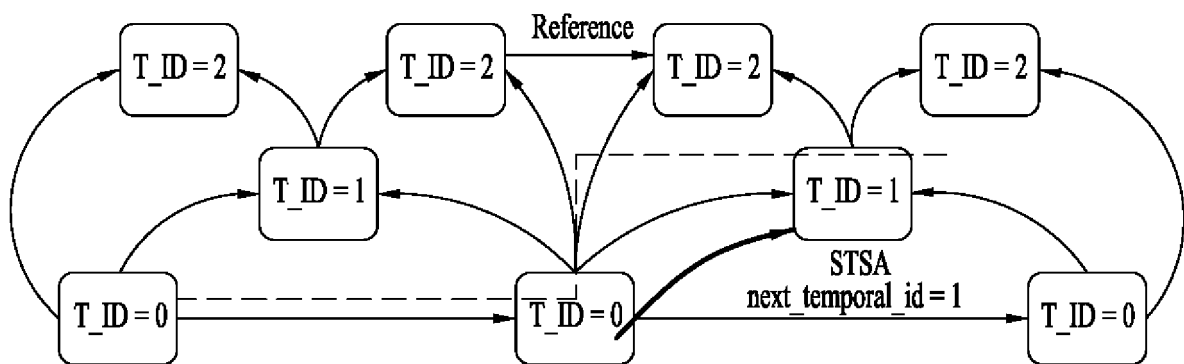 Reference
T_ID = 2
T_ID = 2
T_ID = 2
T_ID = 2
T_ID = 1
T_ID = 1
STSA
next_temporal_id = 1
T_ID = 0
T_ID = 0
T_ID = 0